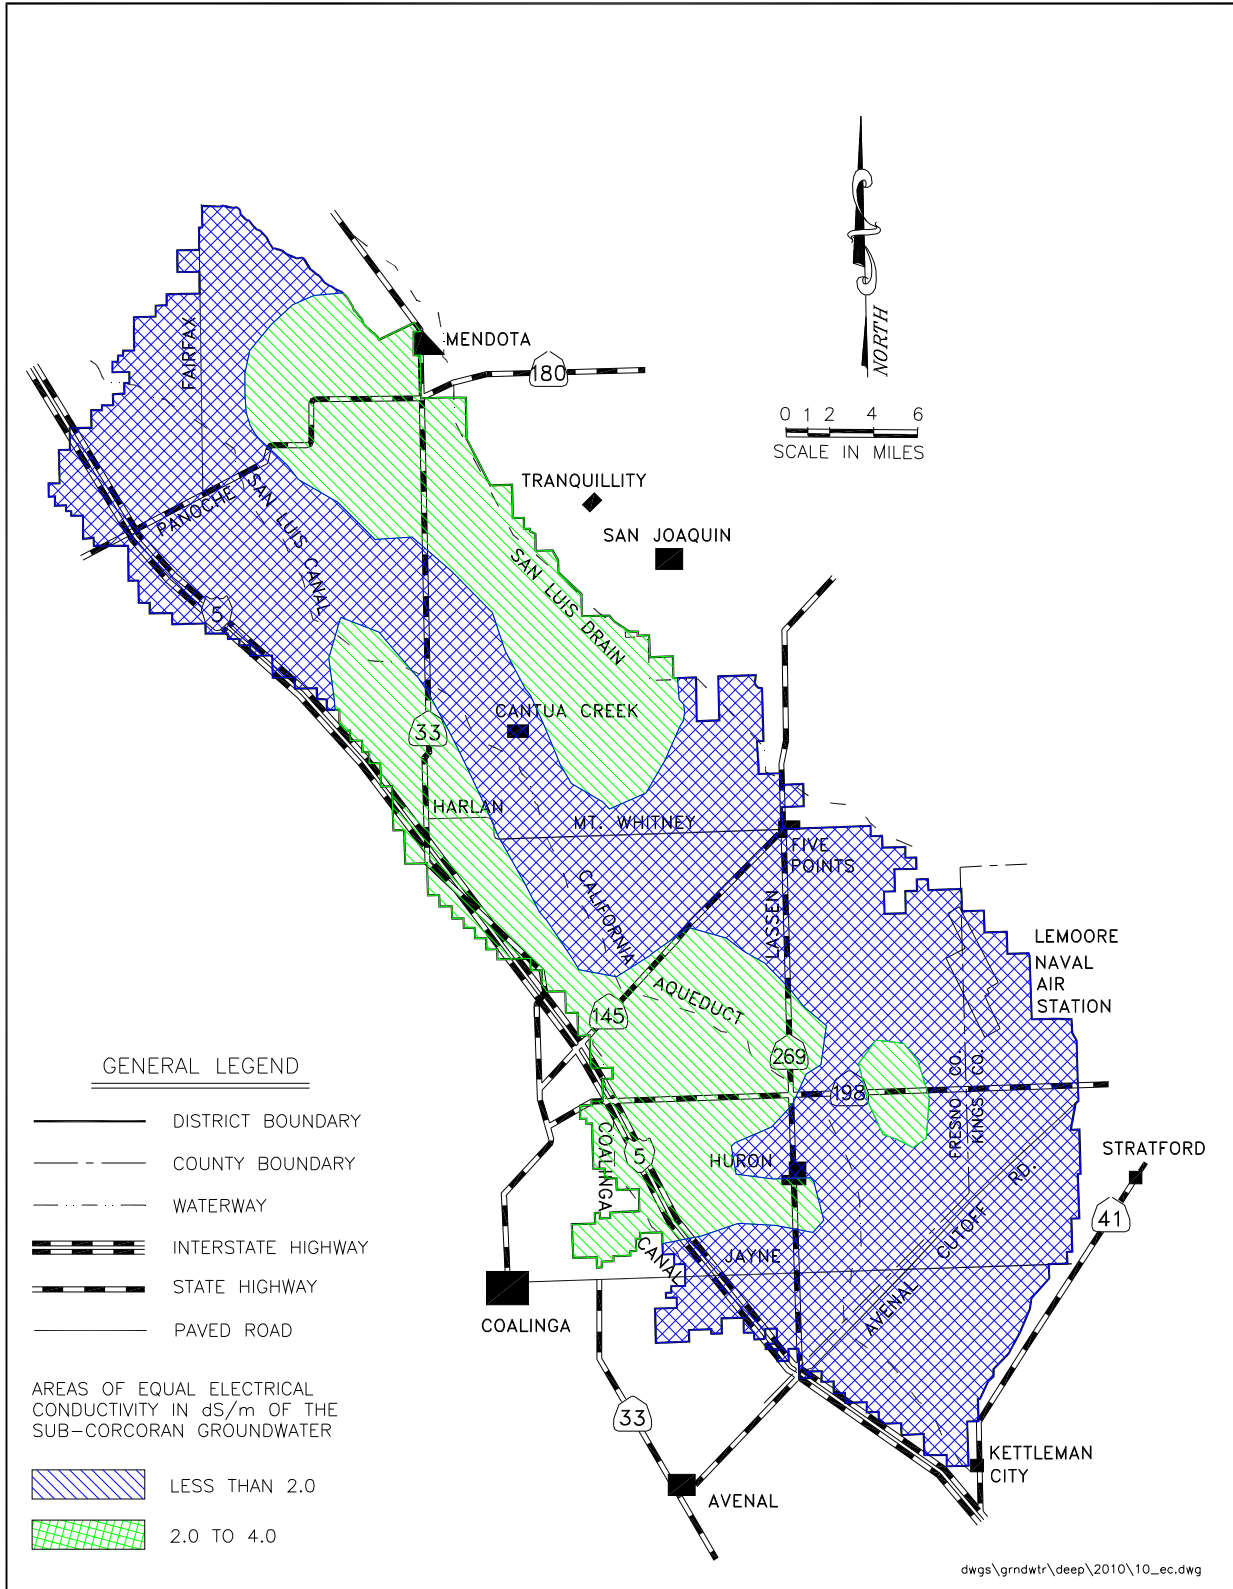 MENDOTA
180
FAIRFAX
NORTH
0 1 2 4 6
SCALE IN MILES
TRANQUILLITY
SAN JOAQUIN
PANOCHE
SAN LUIS CANAL
SAN LUIS DRAIN
5
CANTUA CREEK
33
HARLAN
MT. WHITNEY
FIVE
POINTS
CALIFORNIA
LASSEN
LEMOORE
NAVAL
AIR
STATION
AQUEDUCT
145
269
198
FRESNO CO.
KINGS CO.
COALINGA
5
HURON
STRATFORD
41
CANAL
JAYNE
AVENAL CUTOFF RD.
COALINGA
33
AVENAL
KETTLEMAN
CITY
GENERAL LEGEND
DISTRICT BOUNDARY
COUNTY BOUNDARY
WATERWAY
INTERSTATE HIGHWAY
STATE HIGHWAY
PAVED ROAD
AREAS OF EQUAL ELECTRICAL
CONDUCTIVITY IN dS/m OF THE
SUB-CORCORAN GROUNDWATER
LESS THAN 2.0
2.0 TO 4.0
dwgs\grndwtr\deep\2010\10_ec.dwg